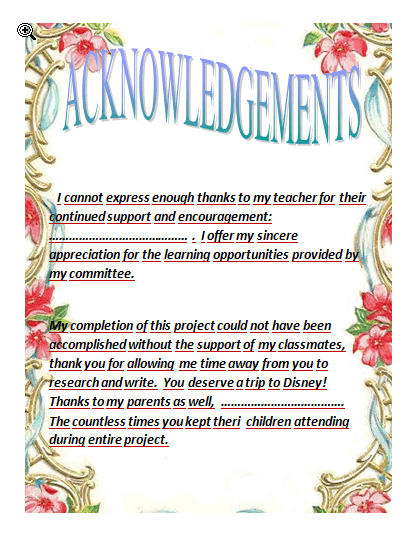 ACKNOWLEDGEMENTS
I cannot express enough thanks to my teacher for their
continued support and encouragement:
…………………………………… . I offer my sincere
appreciation for the learning opportunities provided by
my committee.
My completion of this project could not have been
accomplished without the support of my classmates,
thank you for allowing me time away from you to
research and write. You deserve a trip to Disney!
Thanks to my parents as well, ……………………………….
The countless times you kept theri children attending
during entire project.